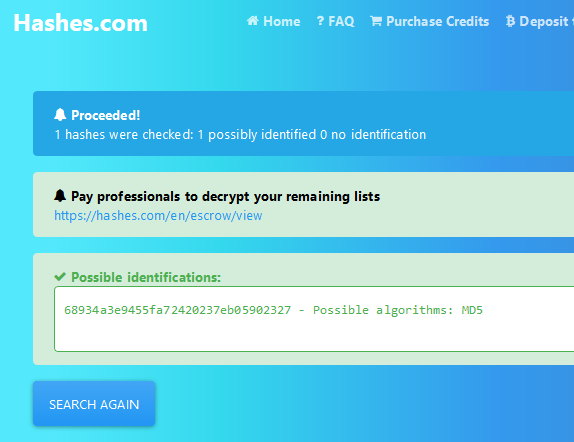 Hashes.com
Home ? FAQ Purchase Credits Deposit
Proceeded!
1 hashes were checked: 1 possibly identified 0 no identification
Pay professionals to decrypt your remaining lists
https://hashes.com/en/escrow/view
Possible identifications:
68934a3e9455fa72420237eb05902327 - Possible algorithms: MD5
SEARCH AGAIN